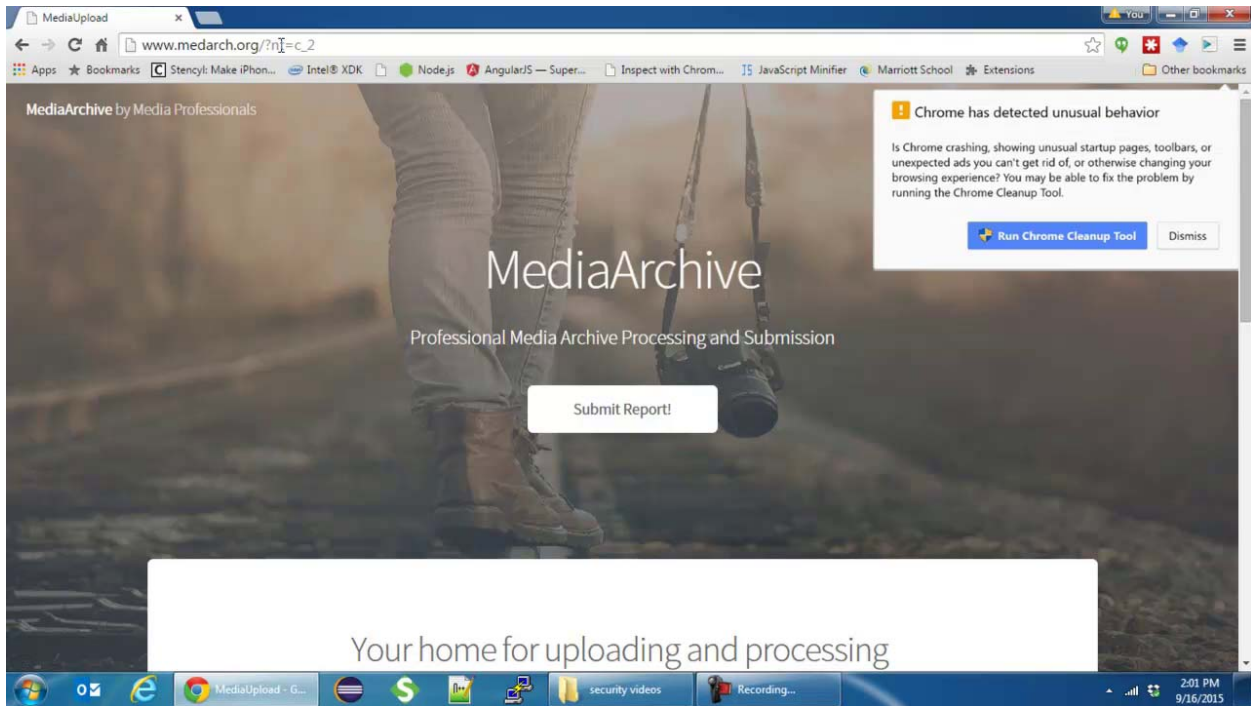 MediaUpload
You
www.medarch.org/?n=c_2
Apps Bookmarks Stencyl: Make iPhon... Intel® XDK Node.js AngularJS — Super... Inspect with Chrom... JavaScript Minifier Marriott School Extensions Other bookmarks
MediaArchive by Media Professionals
Chrome has detected unusual behavior
Is Chrome crashing, showing unusual startup pages, toolbars, or
unexpected ads you can't get rid of, or otherwise changing your
browsing experience? You may be able to fix the problem by
running the Chrome Cleanup Tool.
Run Chrome Cleanup Tool Dismiss
MediaArchive
Professional Media Archive Processing and Submission
Canon
Submit Report!
Your home for uploading and processing
MediaUpload - G... security videos Recording...
2:01 PM
9/16/2015